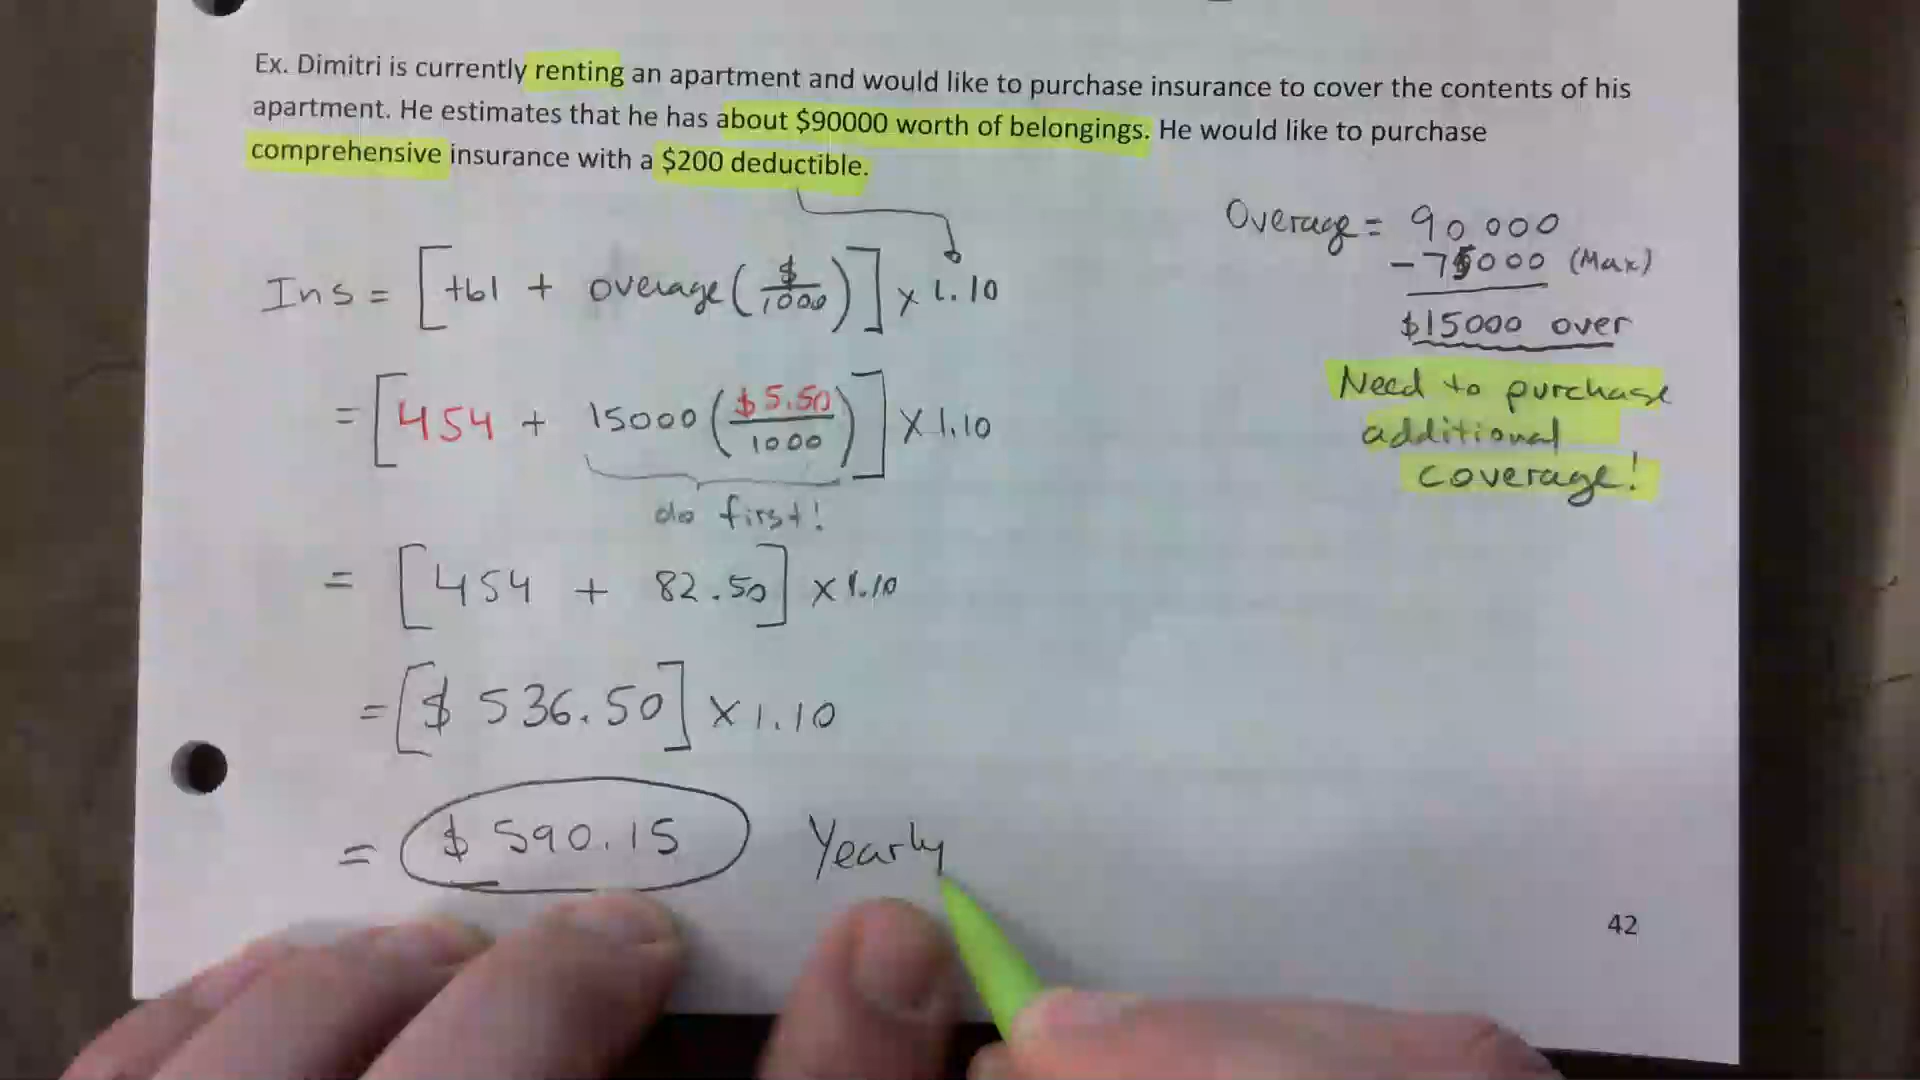 Ex. Dimitri is currently renting an apartment and would like to purchase insurance to cover the contents of his
apartment. He estimates that he has about $90000 worth of belongings. He would like to purchase
comprehensive insurance with a $200 deductible.
Ins = [tbl + overage($/1000)] x 1.10
= [454 + 15000($5.50/1000)] x 1.10
do first!
= [454 + 82.50] x 1.10
= [$ 536.50] x 1.10
= $ 590.15 Yearly
Overage = 90 000
- 75000 (Max)
$15000 over
Need to purchase
additional
coverage!
42